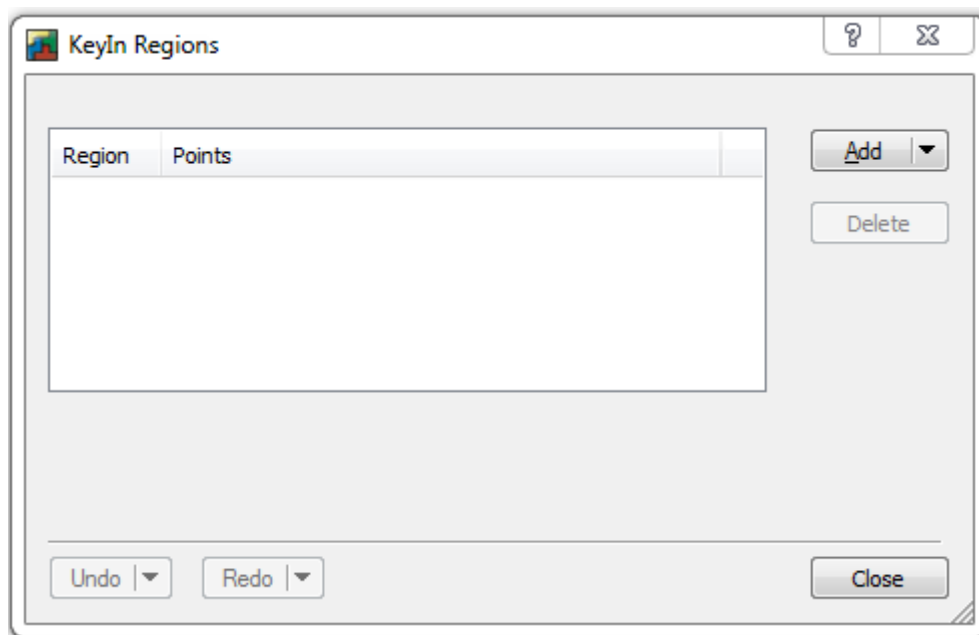 KeyIn Regions
Region Points
Add
Delete
Undo Redo Close